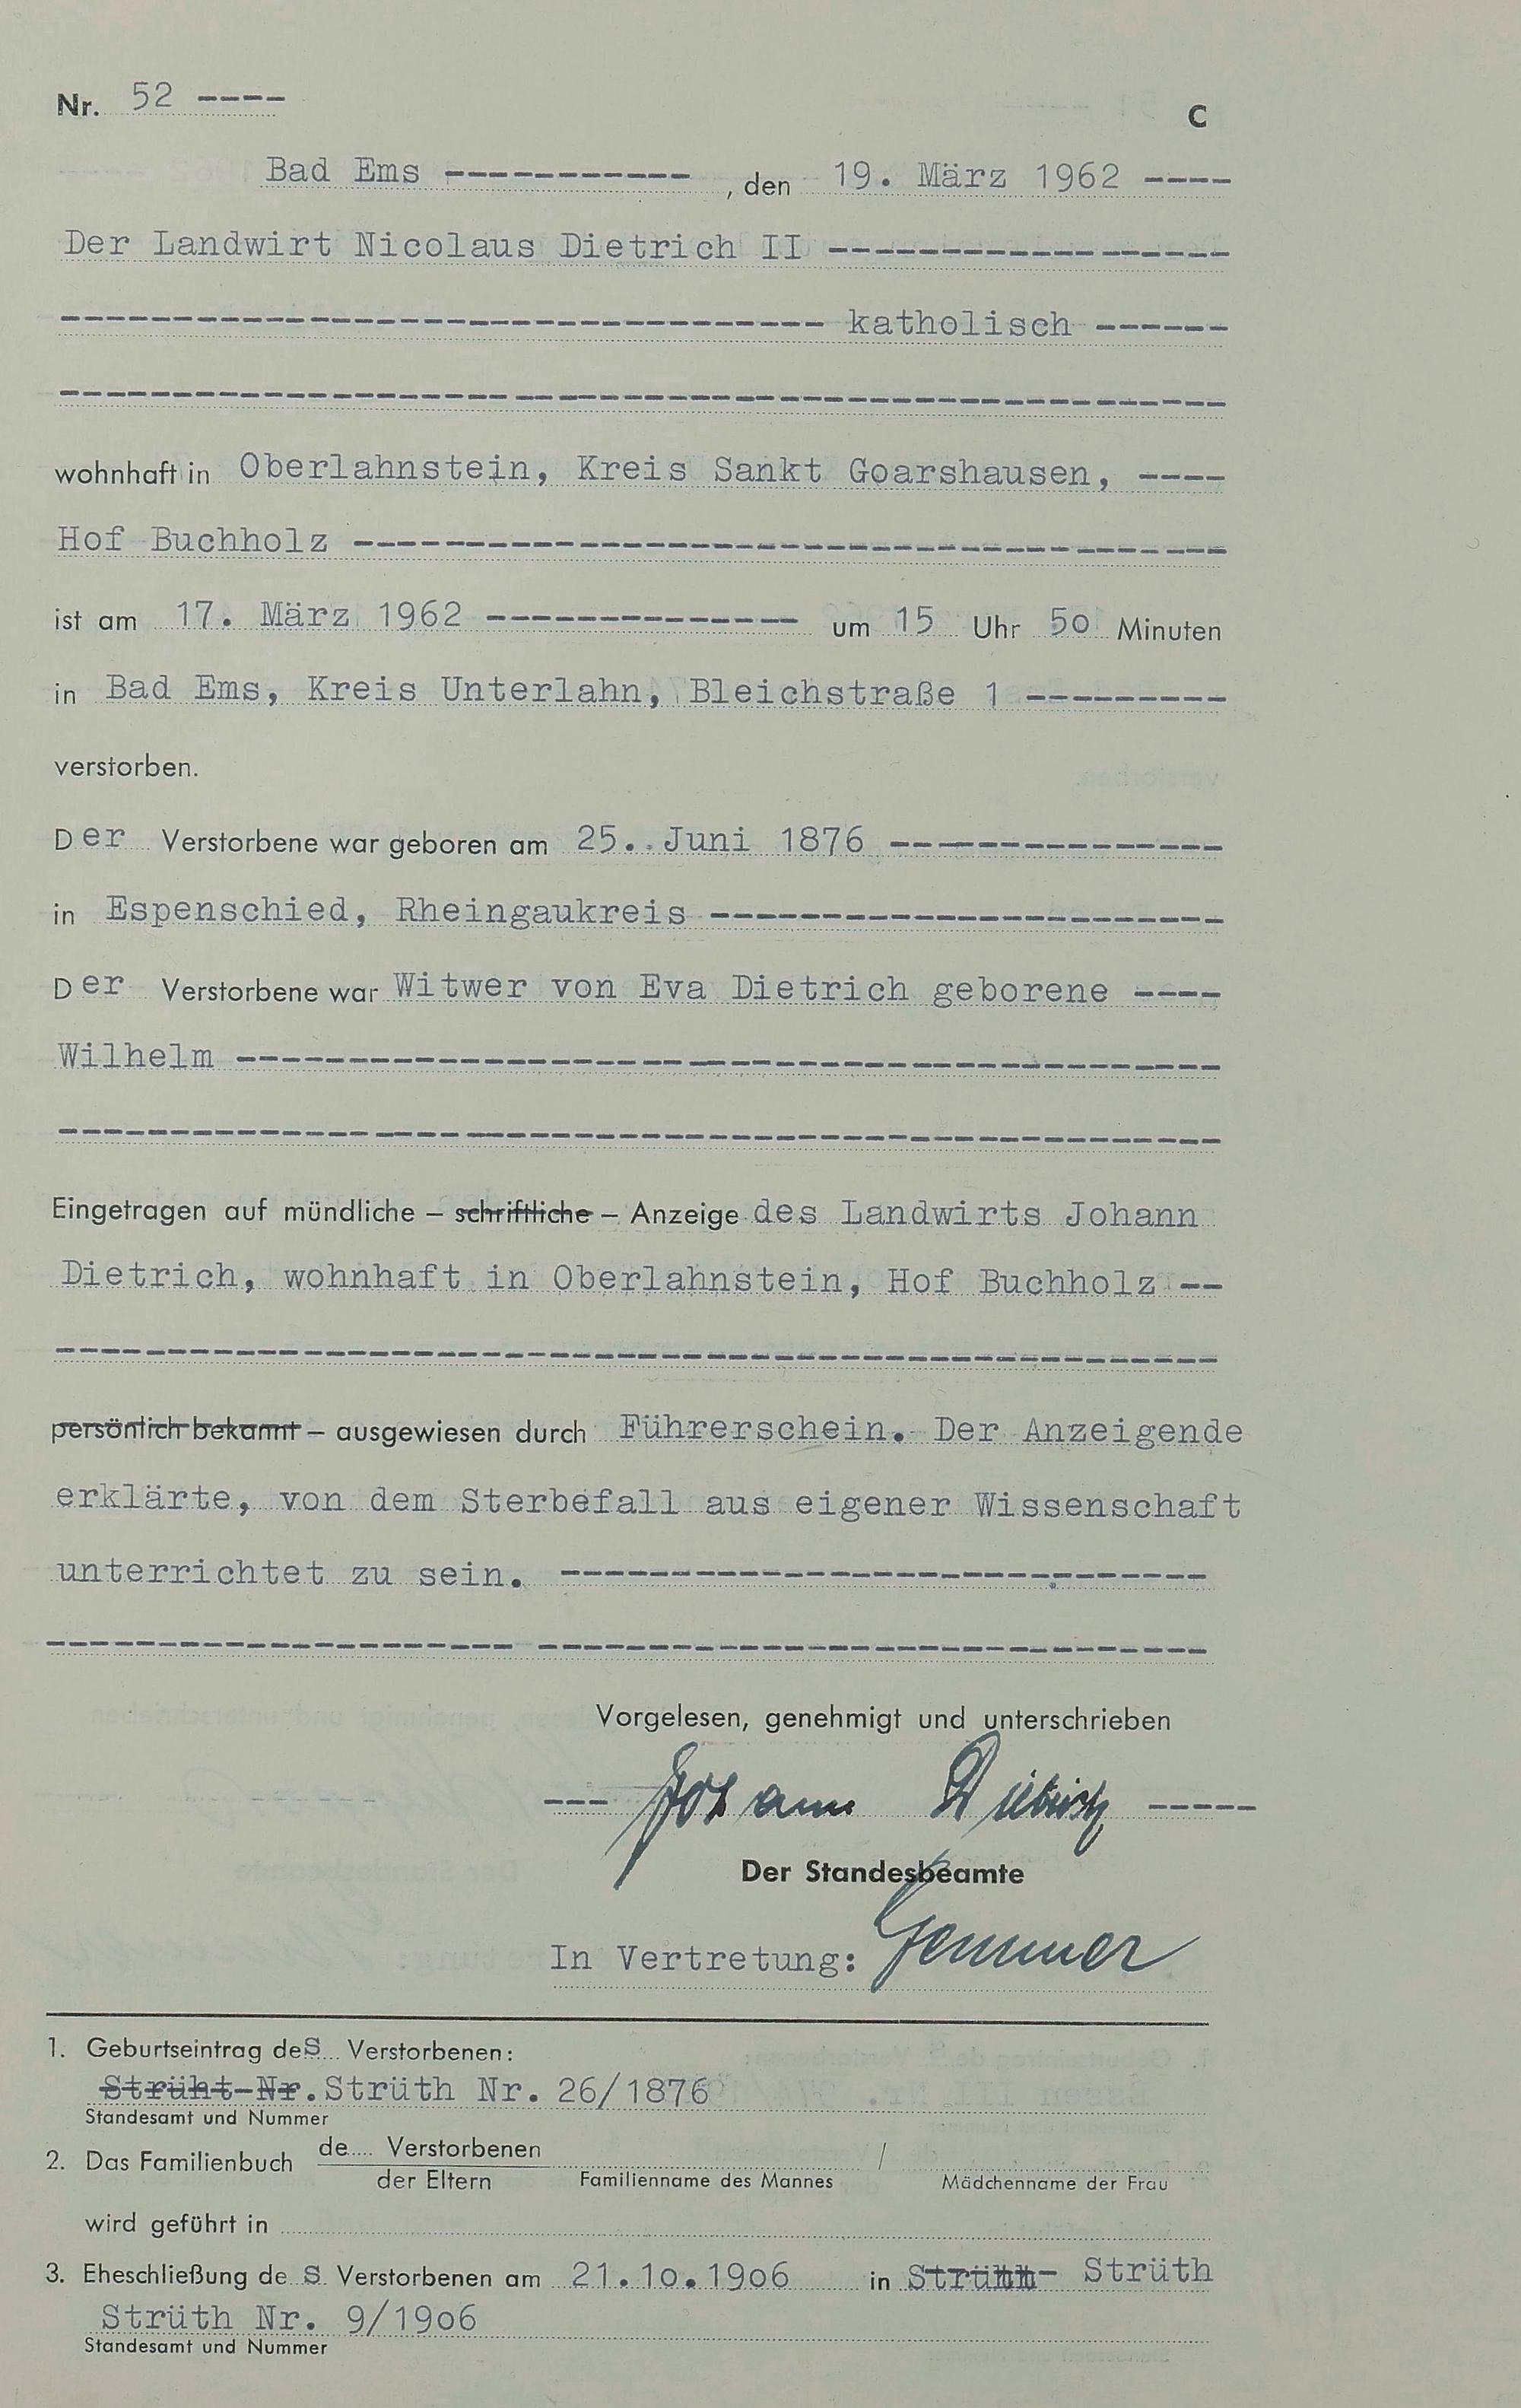 Nr. 52 ----
C
Bad Ems -----------, den 19. März 1962 ----
Der Landwirt Nicolaus Dietrich II ------------------
---------------------------------- katholisch ------
----------------------------------------------------
wohnhaft in Oberlahnstein, Kreis Sankt Goarshausen, ----
Hof Buchholz ---------------------------------------
ist am 17. März 1962 -------------- um 15 Uhr 5o Minuten
in Bad Ems, Kreis Unterlahn, Bleichstraße 1 ---------
verstorben.
Der Verstorbene war geboren am 25. Juni 1876 ---------------
in Espenschied, Rheingaukreis -----------------------
Der Verstorbene war Witwer von Eva Dietrich geborene ----
Wilhelm --------------------------------------------
----------------------------------------------------
Eingetragen auf mündliche – schriftliche – Anzeige des Landwirts Johann
Dietrich, wohnhaft in Oberlahnstein, Hof Buchholz --
----------------------------------------------------
persönlich bekannt – ausgewiesen durch Führerschein. Der Anzeigende
erklärte, von dem Sterbefall aus eigener Wissenschaft
unterrichtet zu sein. -----------------------------
----------------------------------------------------
Vorgelesen, genehmigt und unterschrieben
--- Johann Dietrich -----
Der Standesbeamte
In Vertretung: Gemmer
1. Geburtseintrag des Verstorbenen:
Strüht-Nr. Strüth Nr. 26/1876
Standesamt und Nummer
2. Das Familienbuch de.... Verstorbenen /
der Eltern Familienname des Mannes Mädchenname der Frau
wird geführt in
3. Eheschließung des Verstorbenen am 21.1o.19o6 in Strüth
Strüth Nr. 9/19o6
Standesamt und Nummer